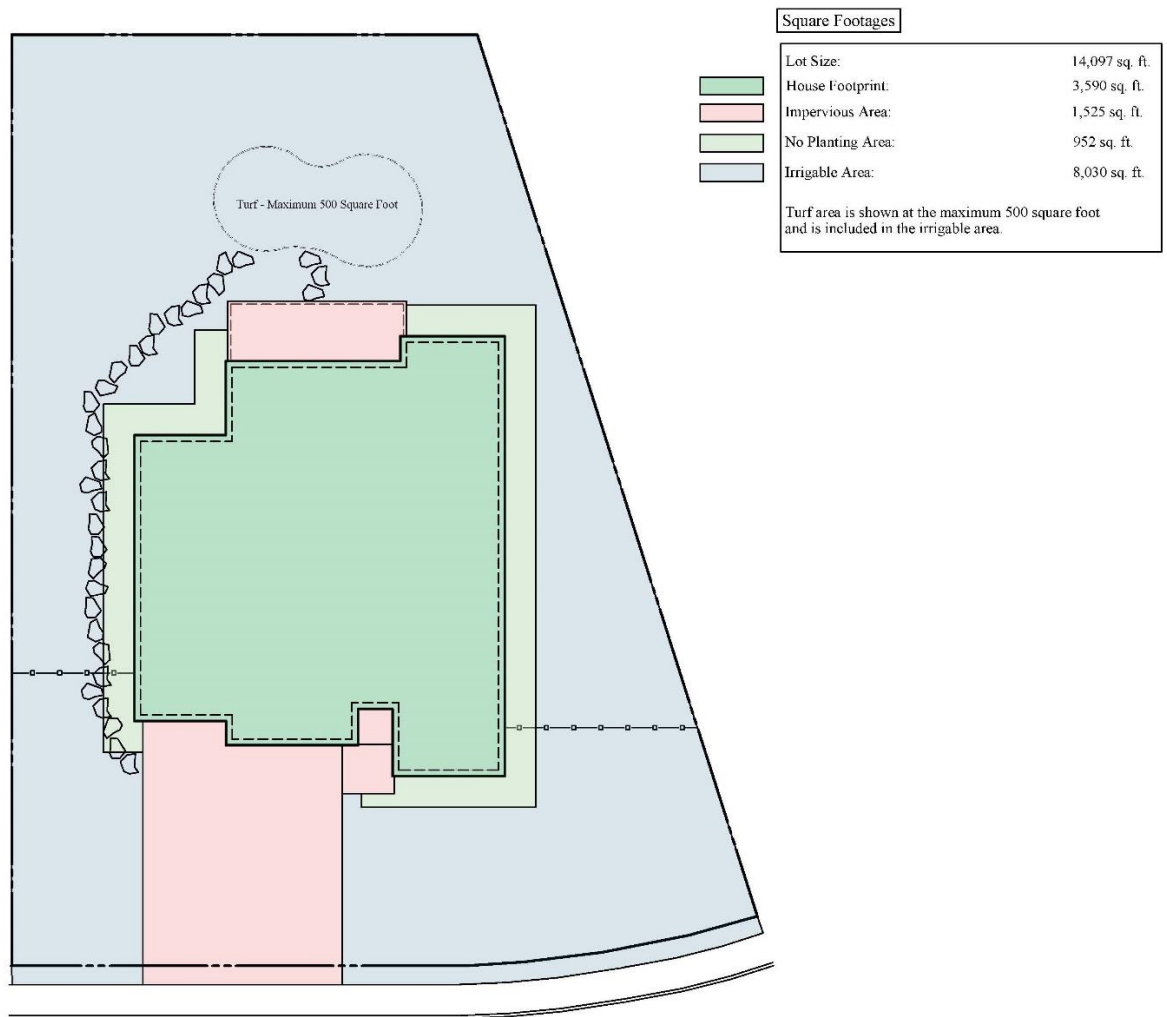 Square Footages
Lot Size: 14,097 sq. ft.
House Footprint: 3,590 sq. ft.
Impervious Area: 1,525 sq. ft.
No Planting Area: 952 sq. ft.
Irrigable Area: 8,030 sq. ft.
Turf area is shown at the maximum 500 square foot
and is included in the irrigable area.
Turf - Maximum 500 Square Foot